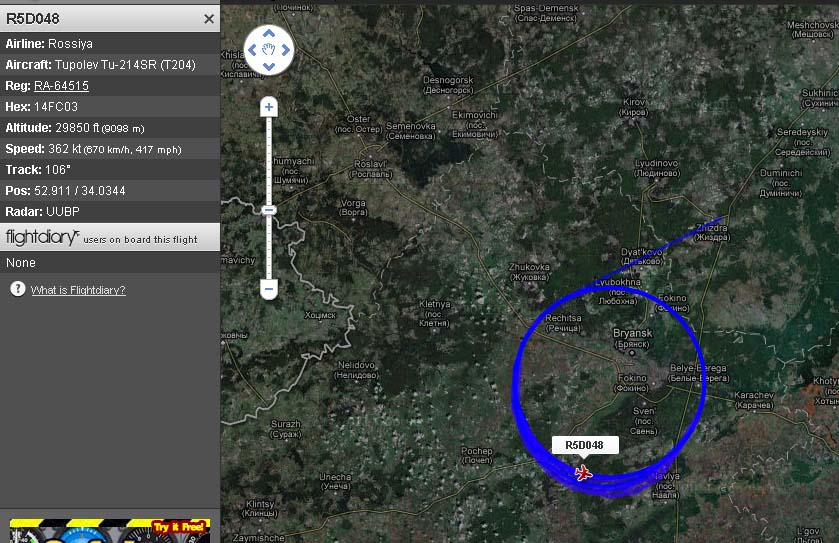 R5D048
Airline: Rossiya
Aircraft: Tupolev Tu-214SR (T204)
Reg: RA-64515
Hex: 14FC03
Altitude: 29850 ft (9098 m)
Speed: 362 kt (670 km/h, 417 mph)
Track: 106°
Pos: 52.911 / 34.0344
Radar: UUBP
flightdiary users on board this flight
None
? What is Flightdiary?
Try it Free!
(Починок)
Spas-Demensk
(Спас-Деменск)
Meshchovsk
(Мещовск)
Desnogorsk
(Десногорск)
Ekimovichi
(пос.
Екимовичи)
Kirov
(Киров)
Sukhinichi
(Сухиничи)
Oster
(пос. Остер)
Semenovka
(Семеновка)
Seredeyskiy
(пос.
Середейский)
Shumyachi
(пос.
Шумячи)
Roslavl'
(Рославль)
Lyudinovo
(Людиново)
Duminichi
(пос.
Думиничи)
Vorga
(Ворга)
Zhizdra
(Жиздра)
Dyat'kovo
(Дятьково)
Zhukovka
(Жуковка)
Lyubokhna
(пос.
Любохна)
Fokino
(Фокино)
Kletnya
(пос.
Клетня)
Хоцімск
Rechitsa
(Речица)
Bryansk
(Брянск)
Nelidovo
(Нелидово)
Fokino
(Фокино)
Belye-Berega
(Белые-Берега)
Karachev
(Карачев)
Sven'
(пос.
Свень)
Surazh
(Сураж)
R5D048
Pochep
(Почеп)
Navlya
(пос.
Навля)
Unecha
(Унеча)
Klintsy
(Клинцы)
Zaymishche
L'gov
(Льгов)